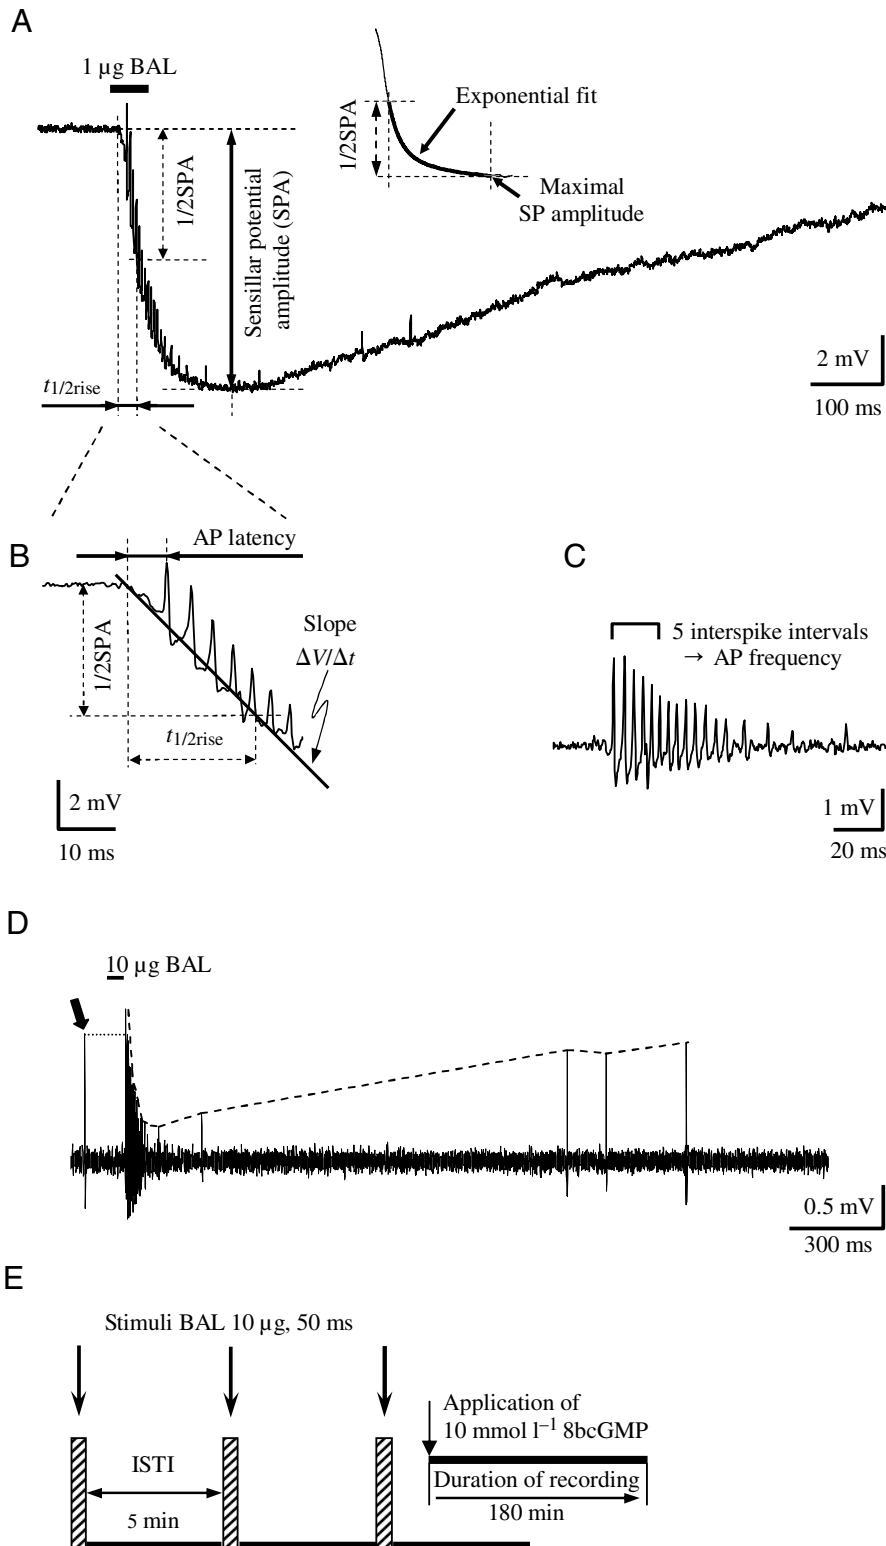 A
1 µg BAL
1/2SPA
Sensillar potential
amplitude (SPA)
1/2SPA
Exponential fit
Maximal
SP amplitude
t1/2rise
2 mV
100 ms
B
AP latency
1/2SPA
Slope
ΔV/Δt
t1/2rise
2 mV
10 ms
C
5 interspike intervals
→ AP frequency
1 mV
20 ms
D
10 µg BAL
0.5 mV
300 ms
E
Stimuli BAL 10 µg, 50 ms
ISTI
5 min
Application of
10 mmol l–1 8bcGMP
Duration of recording
180 min